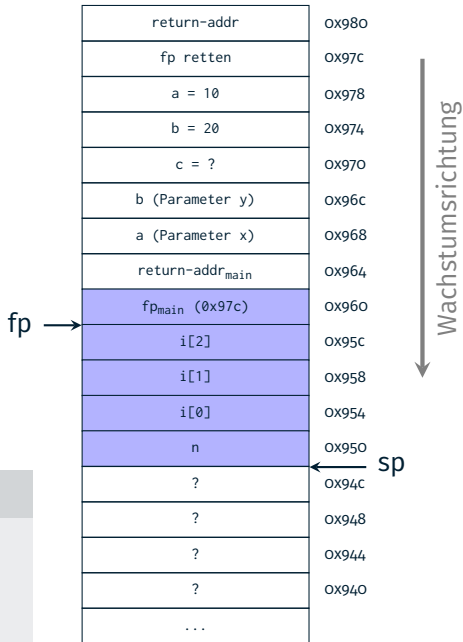 return-addr 0x980
fp retten 0x97c
a = 10 0x978
b = 20 0x974
c = ? 0x970
b (Parameter y) 0x96c
a (Parameter x) 0x968
return-addrmain 0x964
fpmain (0x97c) 0x960
i[2] 0x95c
i[1] 0x958
i[0] 0x954
n 0x950
? 0x94c
? 0x948
? 0x944
? 0x940
...
fp
sp
Wachstumsrichtung